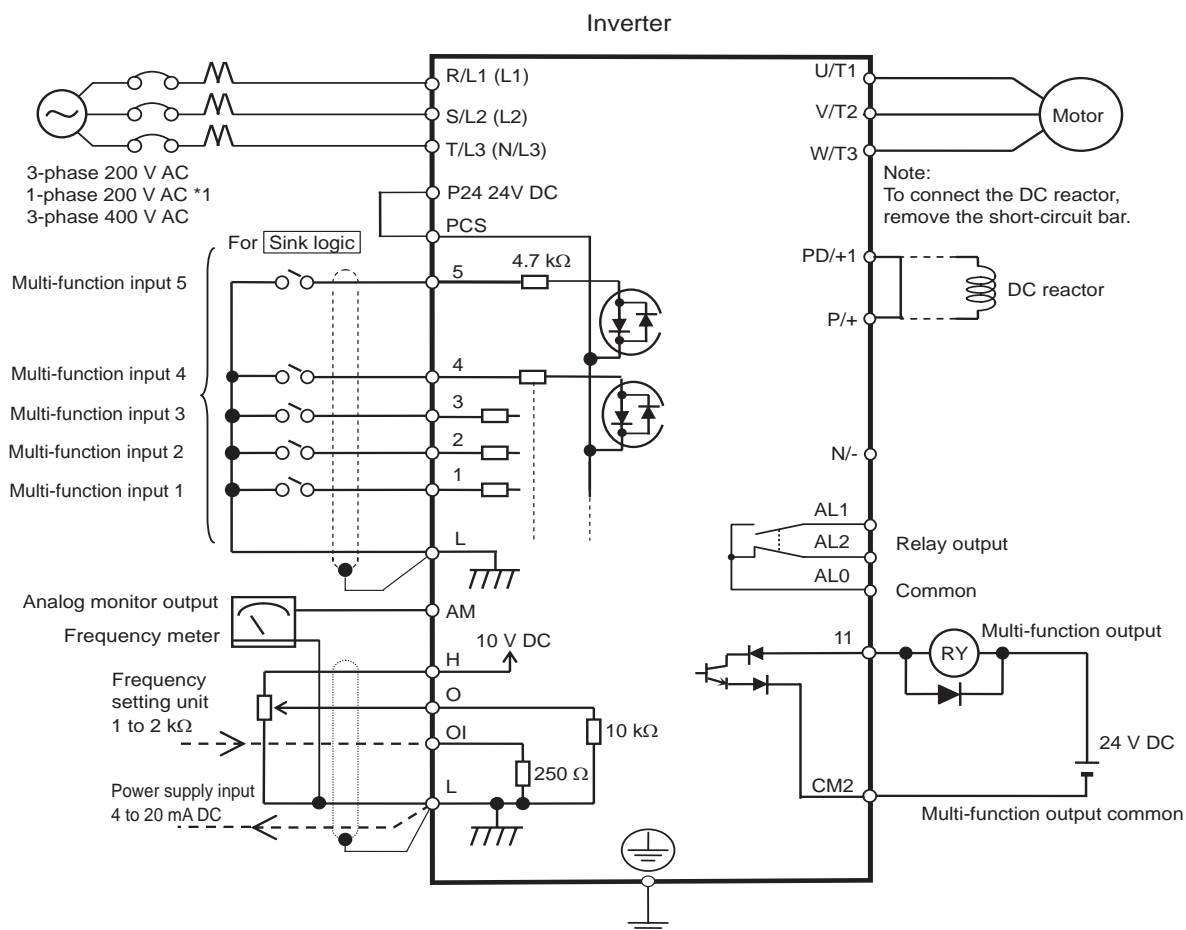 Inverter
R/L1 (L1)
S/L2 (L2)
T/L3 (N/L3)
3-phase 200 V AC
1-phase 200 V AC *1
3-phase 400 V AC
P24 24V DC
PCS
For Sink logic
Multi-function input 5
5
4.7 kΩ
Multi-function input 4
4
Multi-function input 3
3
Multi-function input 2
2
Multi-function input 1
1
L
Analog monitor output
Frequency meter
AM
10 V DC
H
Frequency
setting unit
1 to 2 kΩ
O
OI
10 kΩ
250 Ω
L
Power supply input
4 to 20 mA DC
U/T1
V/T2
W/T3
Motor
Note:
To connect the DC reactor,
remove the short-circuit bar.
PD/+1
P/+
DC reactor
N/-
AL1
AL2
AL0
Relay output
Common
11
Multi-function output
RY
24 V DC
CM2
Multi-function output common